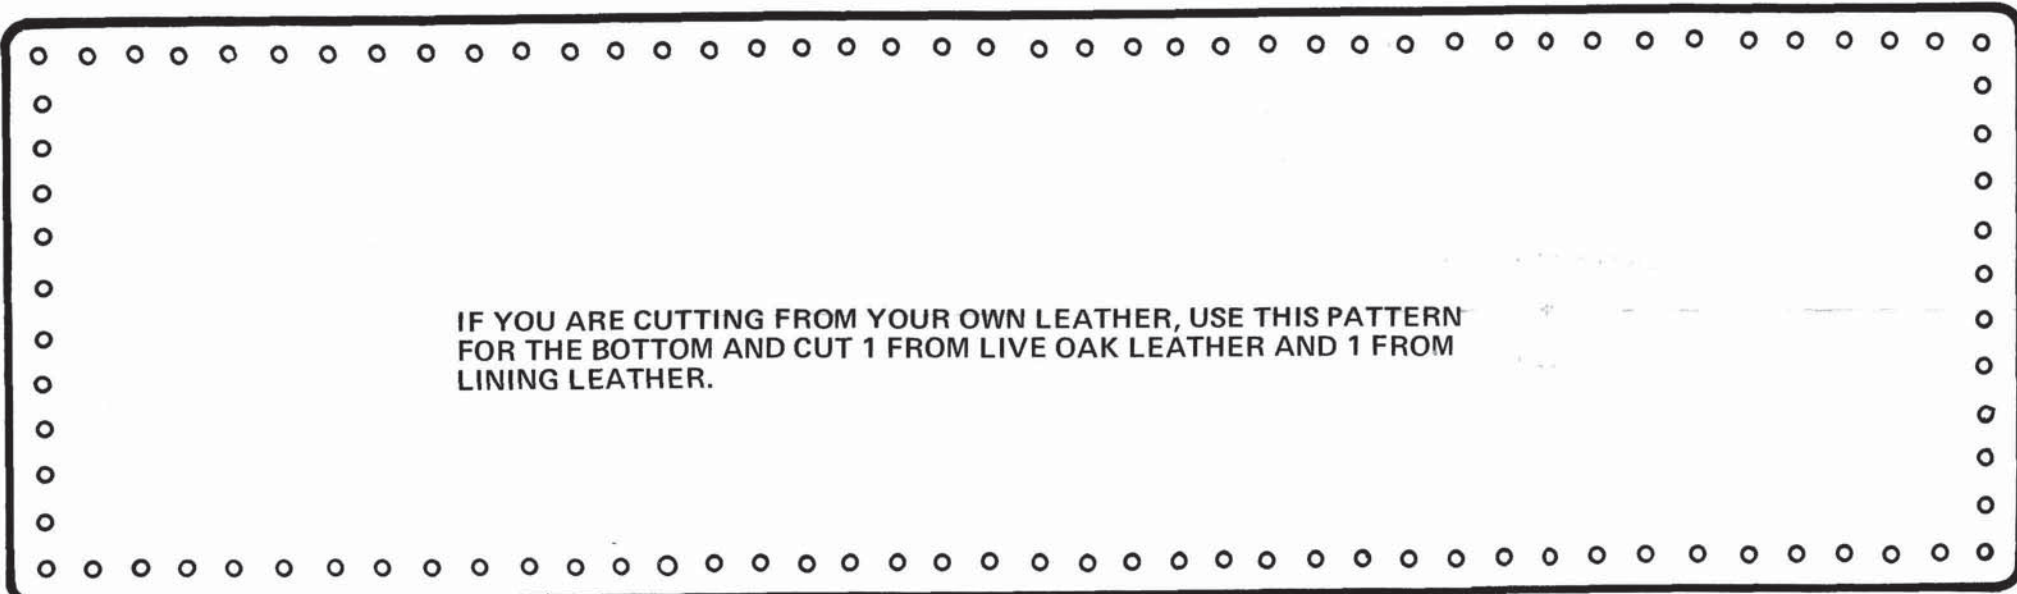 IF YOU ARE CUTTING FROM YOUR OWN LEATHER, USE THIS PATTERN
FOR THE BOTTOM AND CUT 1 FROM LIVE OAK LEATHER AND 1 FROM
LINING LEATHER.